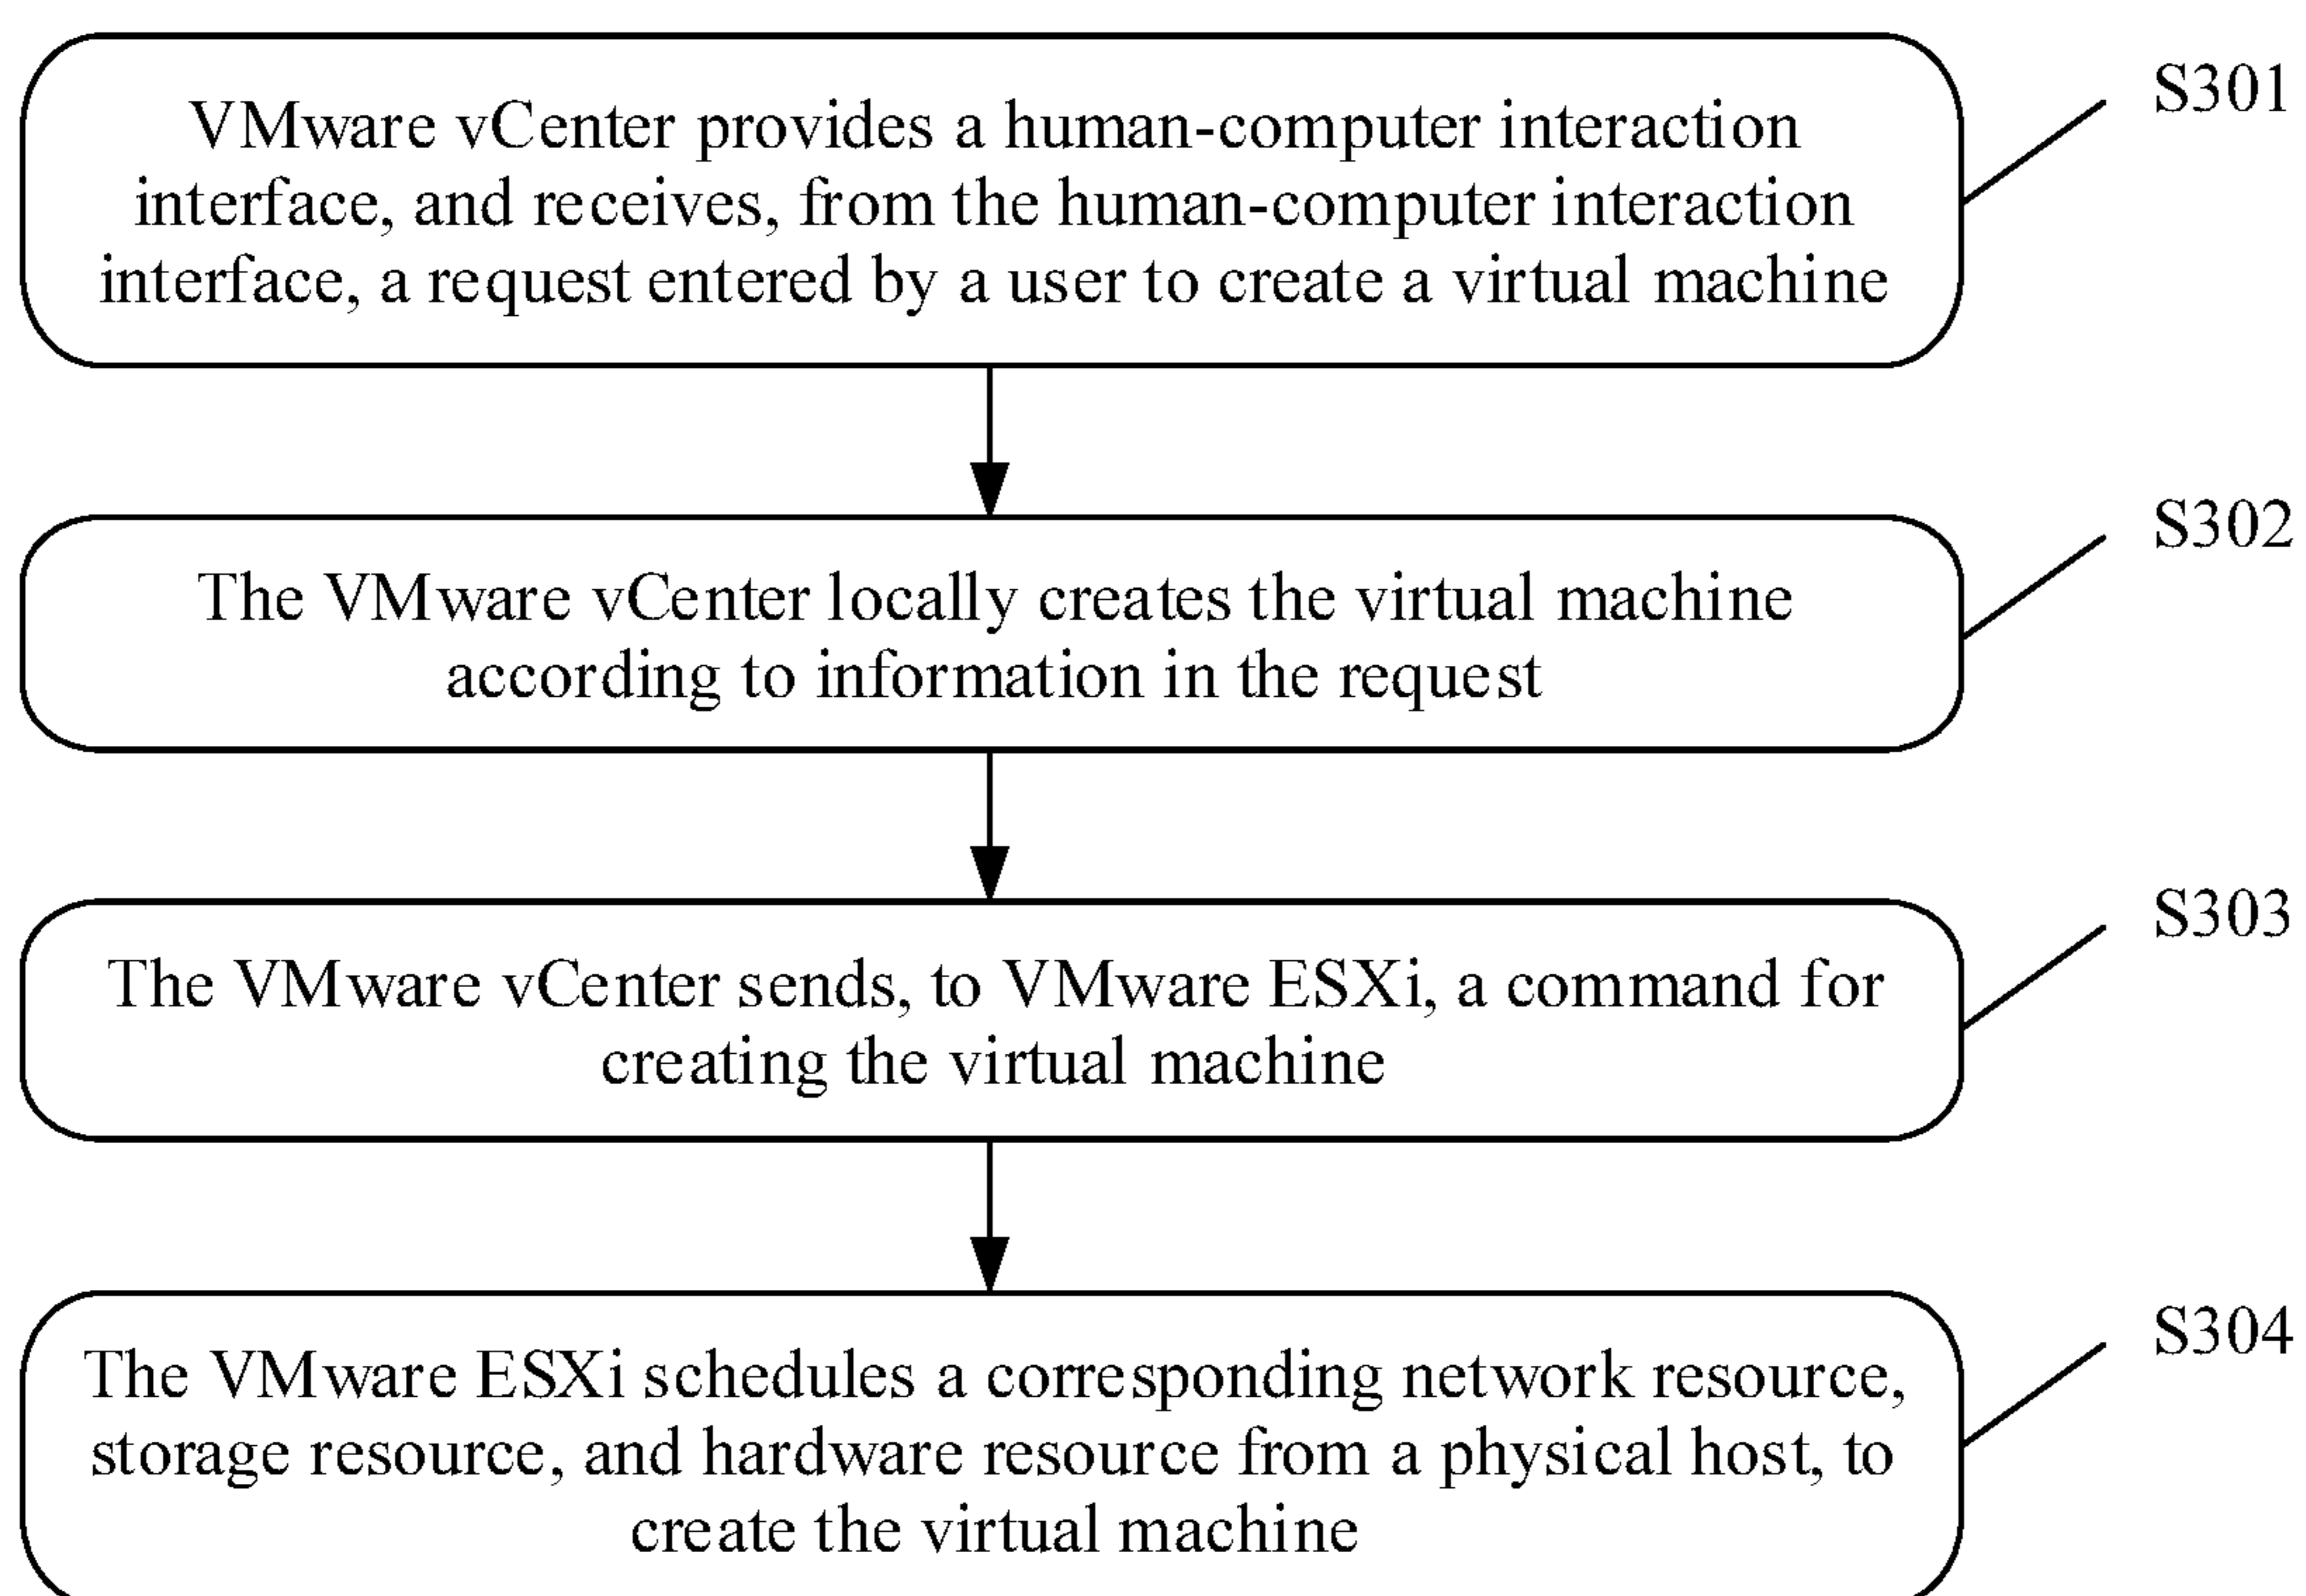 VMware vCenter provides a human-computer interaction
interface, and receives, from the human-computer interaction
interface, a request entered by a user to create a virtual machine
S301
The VMware vCenter locally creates the virtual machine
according to information in the request
S302
The VMware vCenter sends, to VMware ESXi, a command for
creating the virtual machine
S303
The VMware ESXi schedules a corresponding network resource,
storage resource, and hardware resource from a physical host, to
create the virtual machine
S304